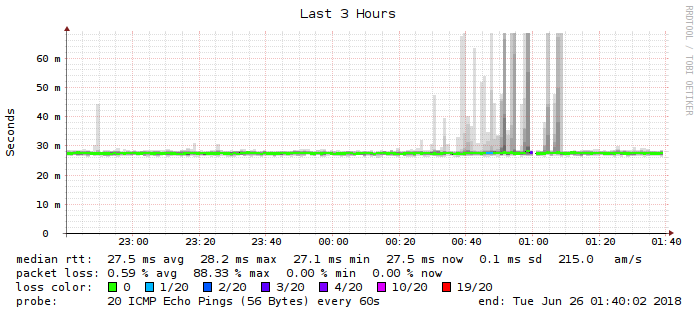 Last 3 Hours
RRDTOOL / TOBI OETIKER
Seconds
60 m
50 m
40 m
30 m
20 m
10 m
0
23:00 23:20 23:40 00:00 00:20 00:40 01:00 01:20 01:40
median rtt: 27.5 ms avg 28.2 ms max 27.1 ms min 27.5 ms now 0.1 ms sd 215.0 am/s
packet loss: 0.59 % avg 88.33 % max 0.00 % min 0.00 % now
loss color: 0 1/20 2/20 3/20 4/20 10/20 19/20
probe: 20 ICMP Echo Pings (56 Bytes) every 60s end: Tue Jun 26 01:40:02 2018